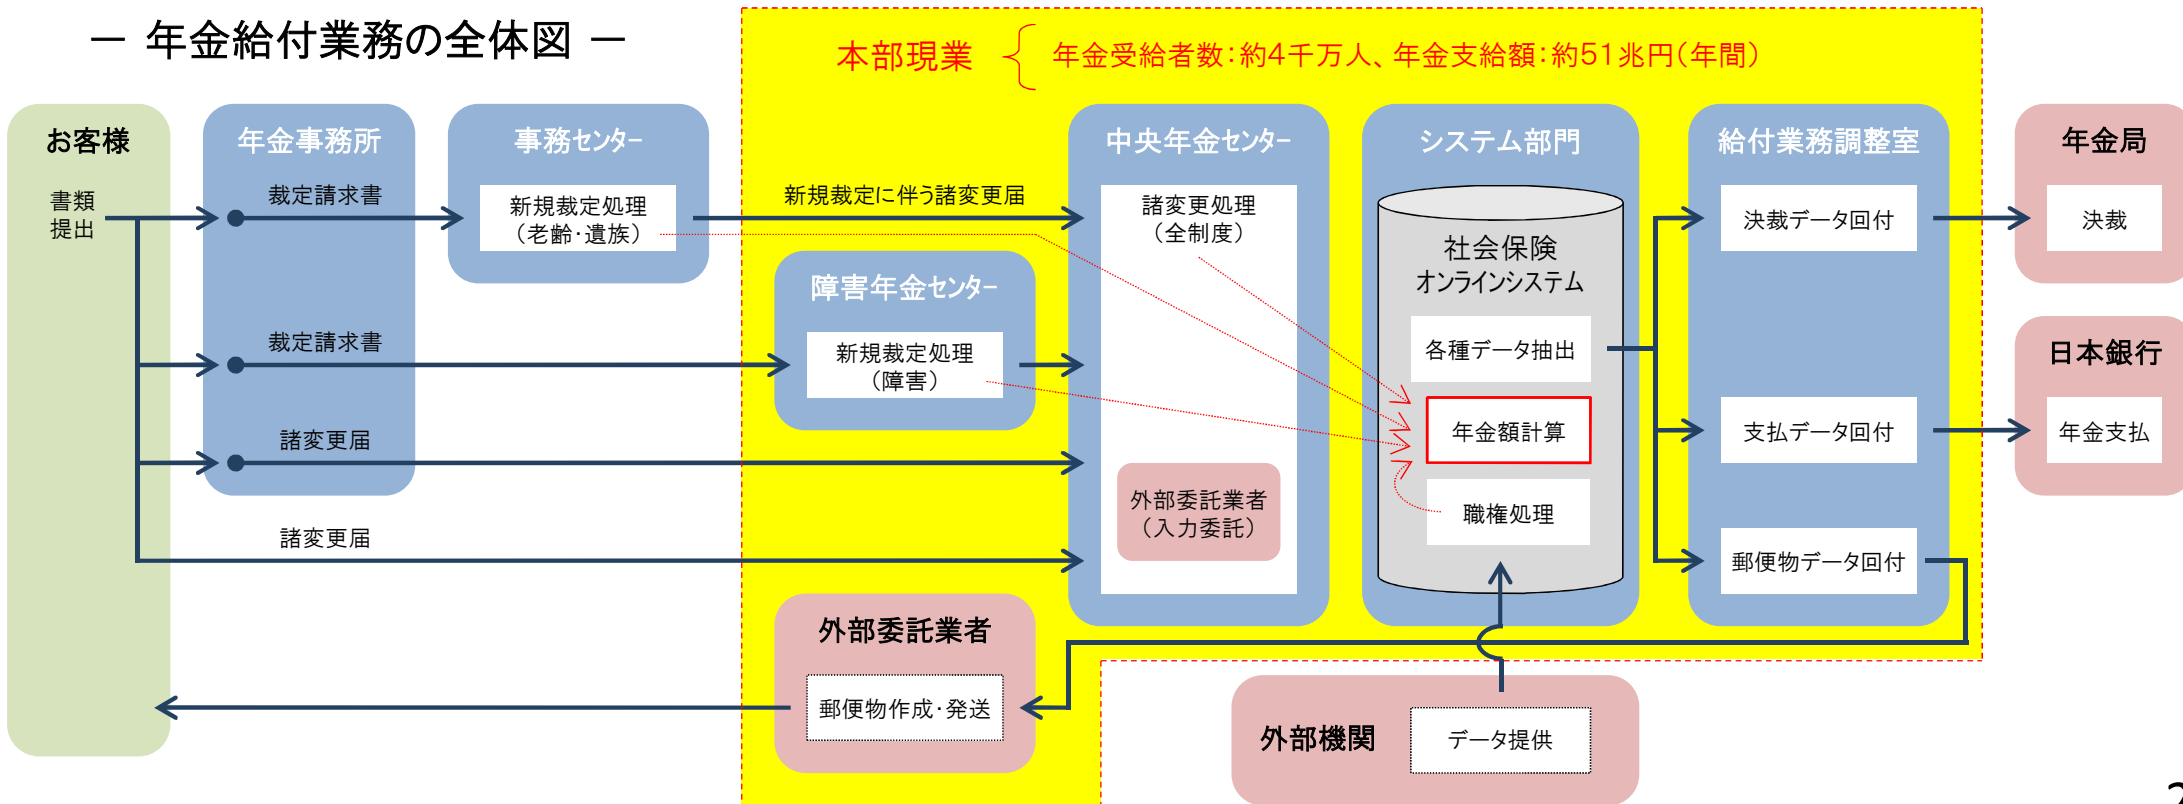 － 年金給付業務の全体図 －
本部現業
年金受給者数：約4千万人、年金支給額：約51兆円（年間）
お客様
書類
提出
年金事務所
裁定請求書
裁定請求書
諸変更届
諸変更届
事務センター
新規裁定処理
（老齢・遺族）
新規裁定に伴う諸変更届
障害年金センター
新規裁定処理
（障害）
中央年金センター
諸変更処理
（全制度）
外部委託業者
（入力委託）
システム部門
社会保険
オンラインシステム
各種データ抽出
年金額計算
職権処理
給付業務調整室
決裁データ回付
支払データ回付
郵便物データ回付
年金局
決裁
日本銀行
年金支払
外部委託業者
郵便物作成・発送
外部機関
データ提供